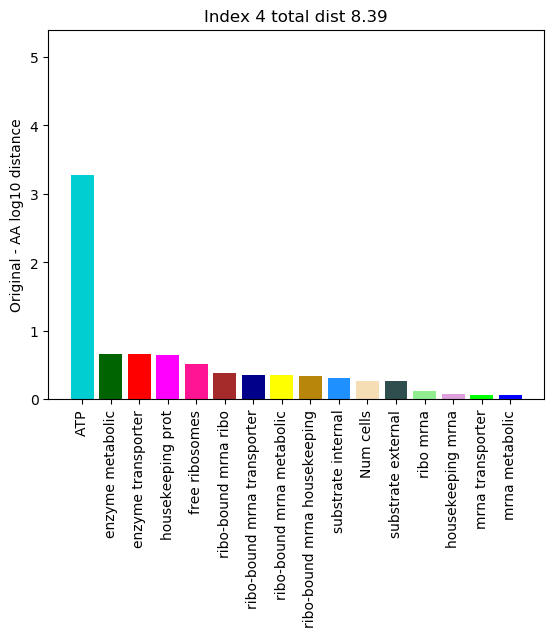 Index 4 total dist 8.39
Original - AA log10 distance
5
4
3
2
1
0
ATP
enzyme metabolic
enzyme transporter
housekeeping prot
free ribosomes
ribo-bound mrna ribo
ribo-bound mrna transporter
ribo-bound mrna metabolic
ribo-bound mrna housekeeping
substrate internal
Num cells
substrate external
ribo mrna
housekeeping mrna
mrna transporter
mrna metabolic